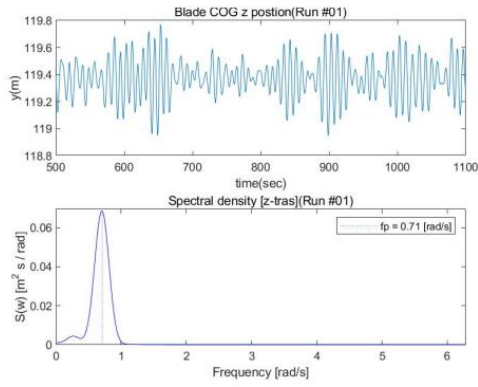 Blade COG z postion(Run #01)
y(m)
119.8
119.6
119.4
119.2
119
118.8
500 600 700 800 900 1000 1100
time(sec)
Spectral density [z-tras](Run #01)
S(w) [m² s / rad]
0.06
0.04
0.02
0
fp = 0.71 [rad/s]
0 1 2 3 4 5 6
Frequency [rad/s]